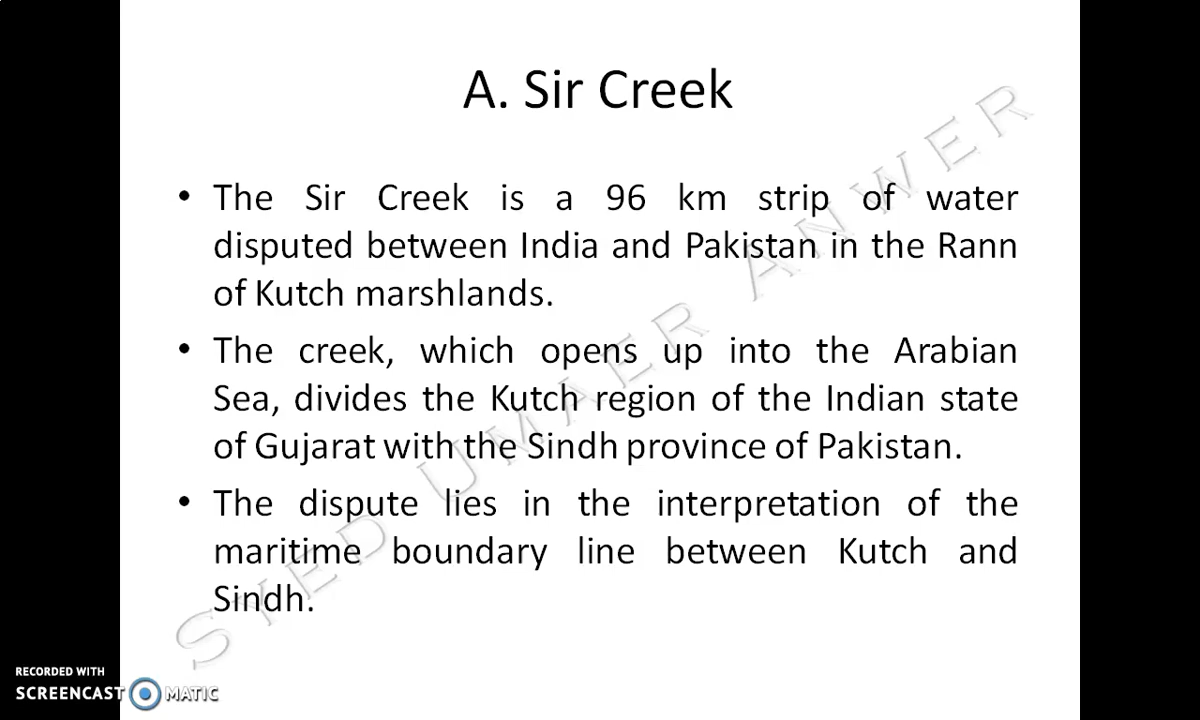 A. Sir Creek
• The Sir Creek is a 96 km strip of water
disputed between India and Pakistan in the Rann
of Kutch marshlands.
• The creek, which opens up into the Arabian
Sea, divides the Kutch region of the Indian state
of Gujarat with the Sindh province of Pakistan.
• The dispute lies in the interpretation of the
maritime boundary line between Kutch and
Sindh.
SYED UMAER ANWER
RECORDED WITH
SCREENCAST MATIC